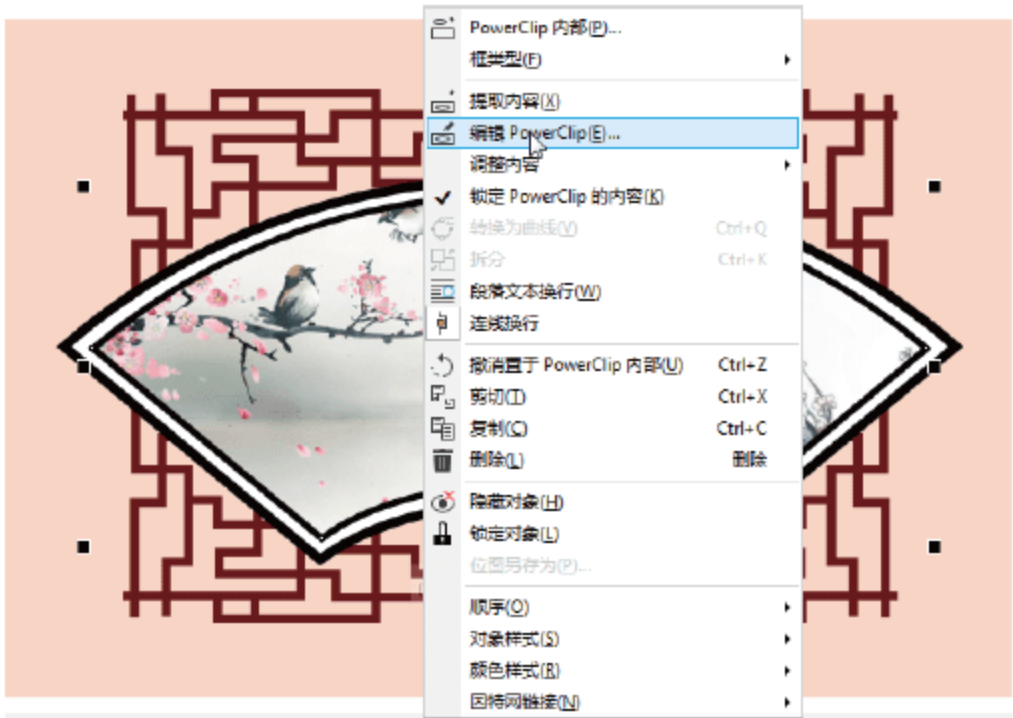 PowerClip 内部(P)...
框类型(F)
提取内容(X)
编辑 PowerClip(E)...
调整内容
锁定 PowerClip 的内容(K)
转换为曲线(V) Ctrl+Q
拆分 Ctrl+K
段落文本换行(W)
连线换行
撤消置于 PowerClip 内部(U) Ctrl+Z
剪切(T) Ctrl+X
复制(C) Ctrl+C
删除(L) 删除
隐藏对象(H)
锁定对象(L)
位图另存为(P)...
顺序(O)
对象样式(S)
颜色样式(R)
因特网链接(N)